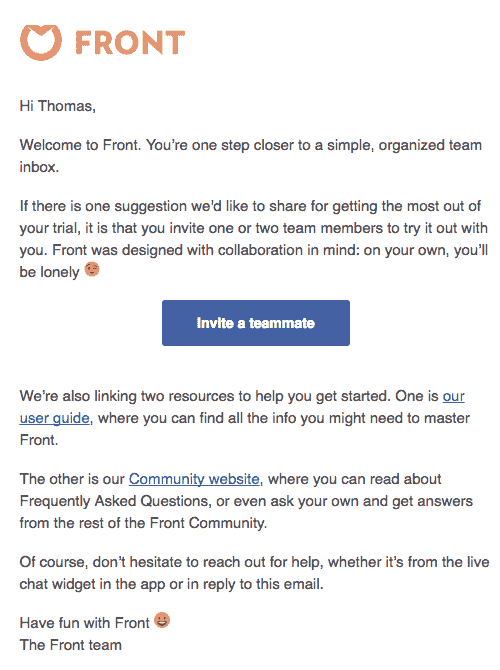 FRONT
Hi Thomas,
Welcome to Front. You’re one step closer to a simple, organized team
inbox.
If there is one suggestion we’d like to share for getting the most out of
your trial, it is that you invite one or two team members to try it out with
you. Front was designed with collaboration in mind: on your own, you’ll
be lonely 😉
Invite a teammate
We’re also linking two resources to help you get started. One is our
user guide, where you can find all the info you might need to master
Front.
The other is our Community website, where you can read about
Frequently Asked Questions, or even ask your own and get answers
from the rest of the Front Community.
Of course, don’t hesitate to reach out for help, whether it’s from the live
chat widget in the app or in reply to this email.
Have fun with Front 😀
The Front team